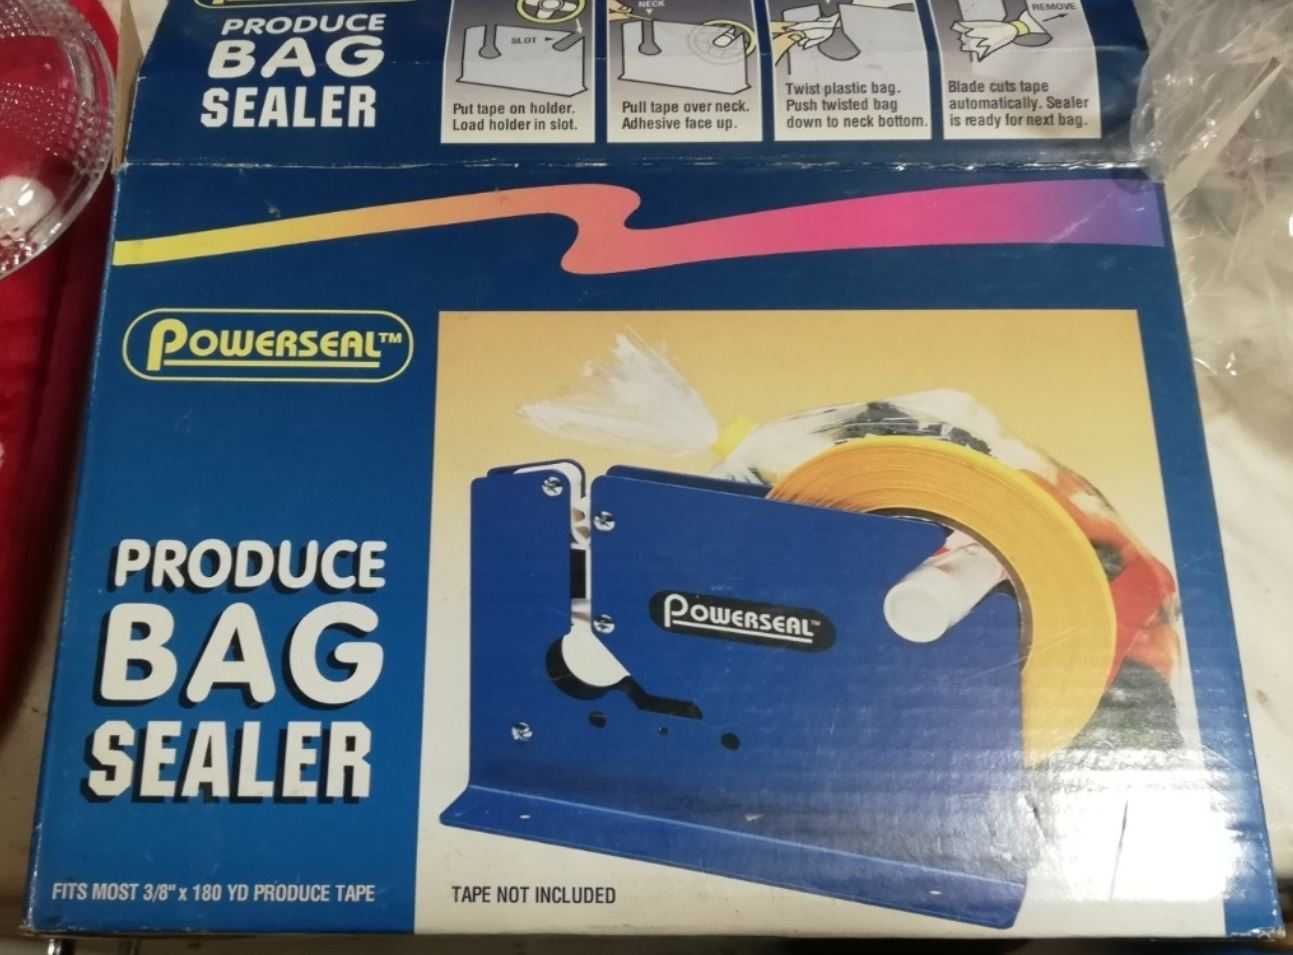 PRODUCE
BAG
SEALER
SLOT
NECK
REMOVE
Put tape on holder.
Load holder in slot.
Pull tape over neck.
Adhesive face up.
Twist plastic bag.
Push twisted bag
down to neck bottom.
Blade cuts tape
automatically. Sealer
is ready for next bag.
POWERSEAL™
PRODUCE
BAG
SEALER
FITS MOST 3/8" x 180 YD PRODUCE TAPE
POWERSEAL™
TAPE NOT INCLUDED